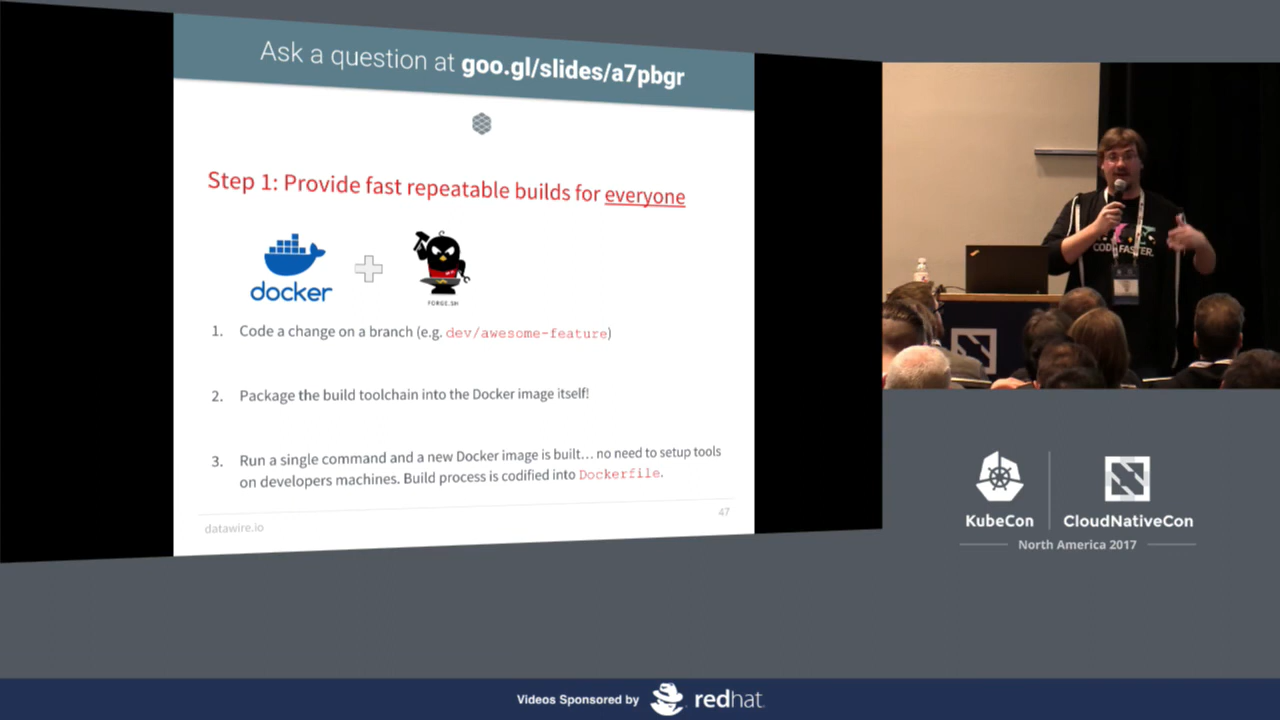 Ask a question at goo.gl/slides/a7pbgr
Step 1: Provide fast repeatable builds for everyone
docker
FORGE.SH
1. Code a change on a branch (e.g. dev/awesome-feature)
2. Package the build toolchain into the Docker image itself!
3. Run a single command and a new Docker image is built... no need to setup tools
on developers machines. Build process is codified into Dockerfile.
datawire.io
47
CODE FASTER.
KubeCon
CloudNativeCon
North America 2017
Videos Sponsored by
redhat